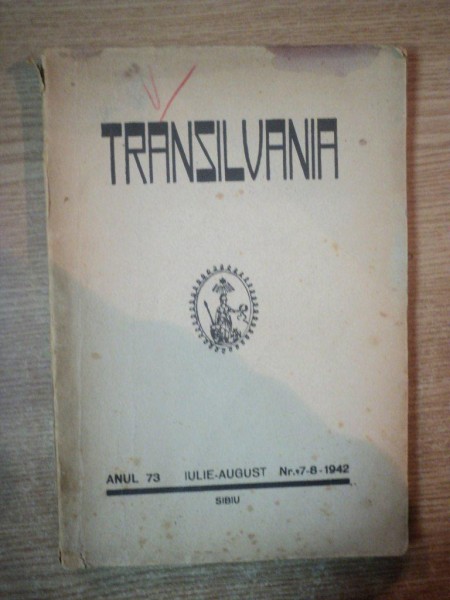 TRANSILVANIA
ANUL 73 IULIE-AUGUST Nr. 7-8-1942
SIBIU